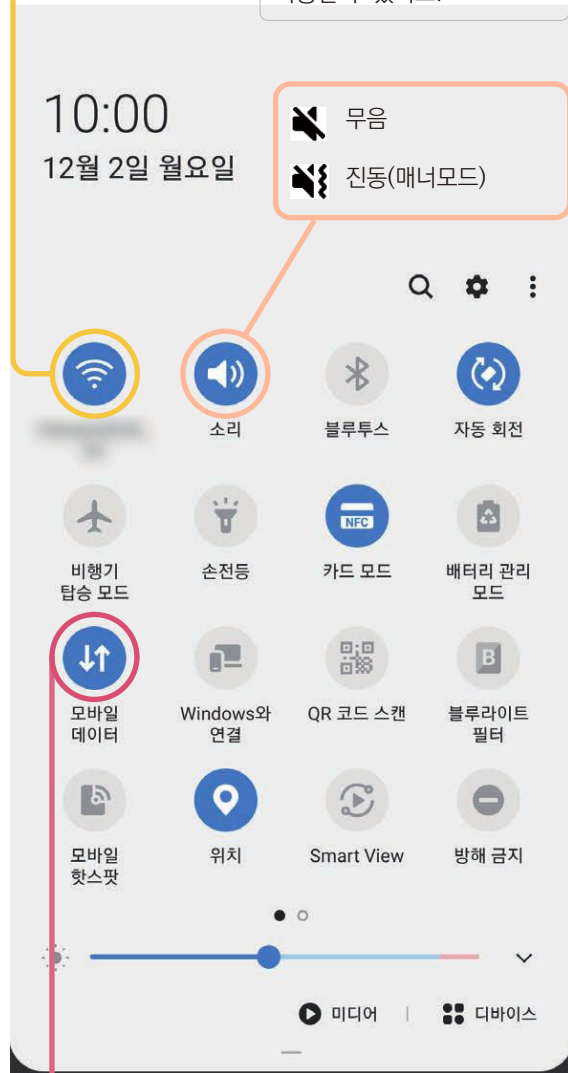 10:00
12월 2일 월요일
무음
진동(매너모드)
소리
블루투스
자동 회전
비행기
탑승 모드
손전등
NFC
카드 모드
배터리 관리
모드
모바일
데이터
Windows와
연결
QR 코드 스캔
B
블루라이트
필터
모바일
핫스팟
위치
Smart View
방해 금지
미디어
디바이스